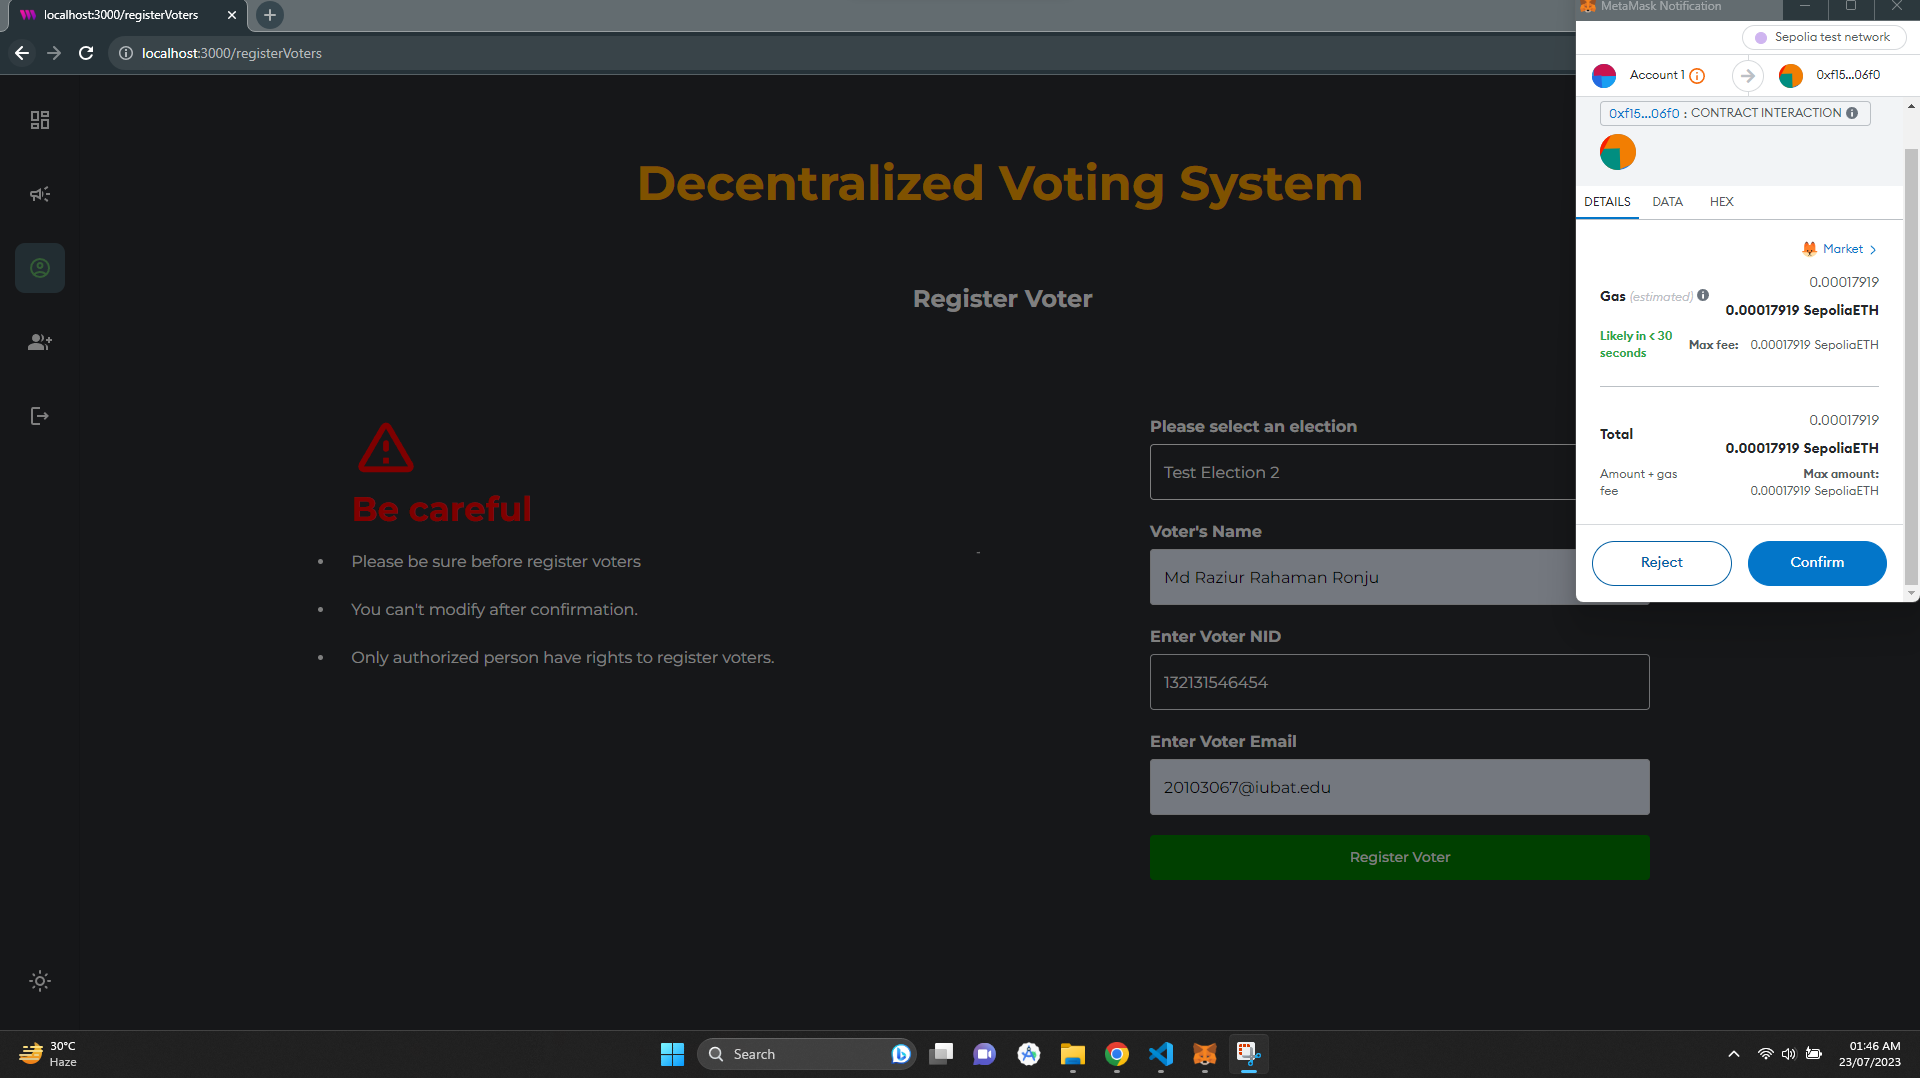 localhost:3000/registerVoters
localhost:3000/registerVoters
Decentralized Voting System
Register Voter
Be careful
• Please be sure before register voters
• You can't modify after confirmation.
• Only authorized person have rights to register voters.
Please select an election
Test Election 2
Voter's Name
Md Raziur Rahaman Ronju
Enter Voter NID
132131546454
Enter Voter Email
20103067@iubat.edu
Register Voter
MetaMask Notification
Sepolia test network
Account 1
0xf15...06f0
0xf15...06f0 : CONTRACT INTERACTION
DETAILS DATA HEX
Market >
0.00017919
Gas (estimated)
0.00017919 SepoliaETH
Likely in < 30 seconds
Max fee: 0.00017919 SepoliaETH
0.00017919
Total
0.00017919 SepoliaETH
Amount + gas fee
Max amount:
0.00017919 SepoliaETH
Reject
Confirm
30°C
Haze
Search
01:46 AM
23/07/2023